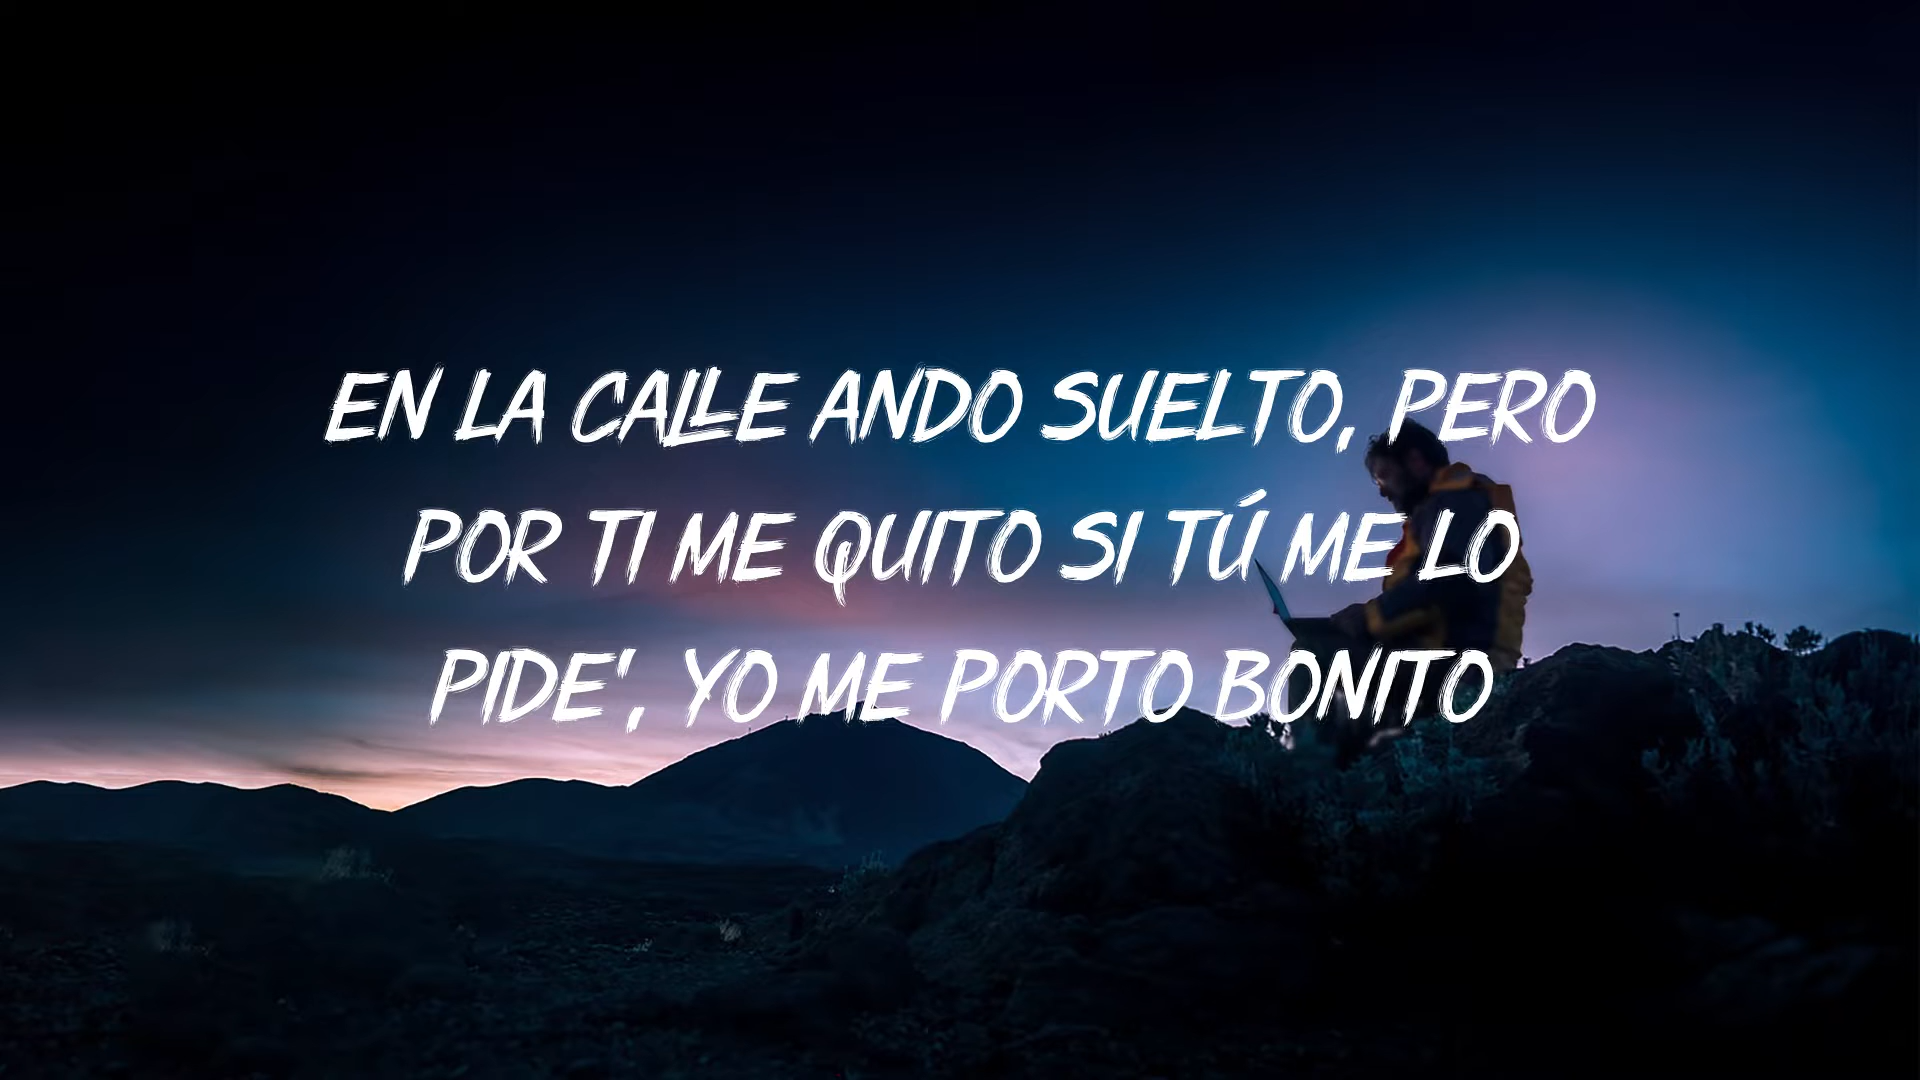 EN LA CALLE ANDO SUELTO, PERO
POR TI ME QUITO SI TÚ ME LO
PIDE', YO ME PORTO BONITO